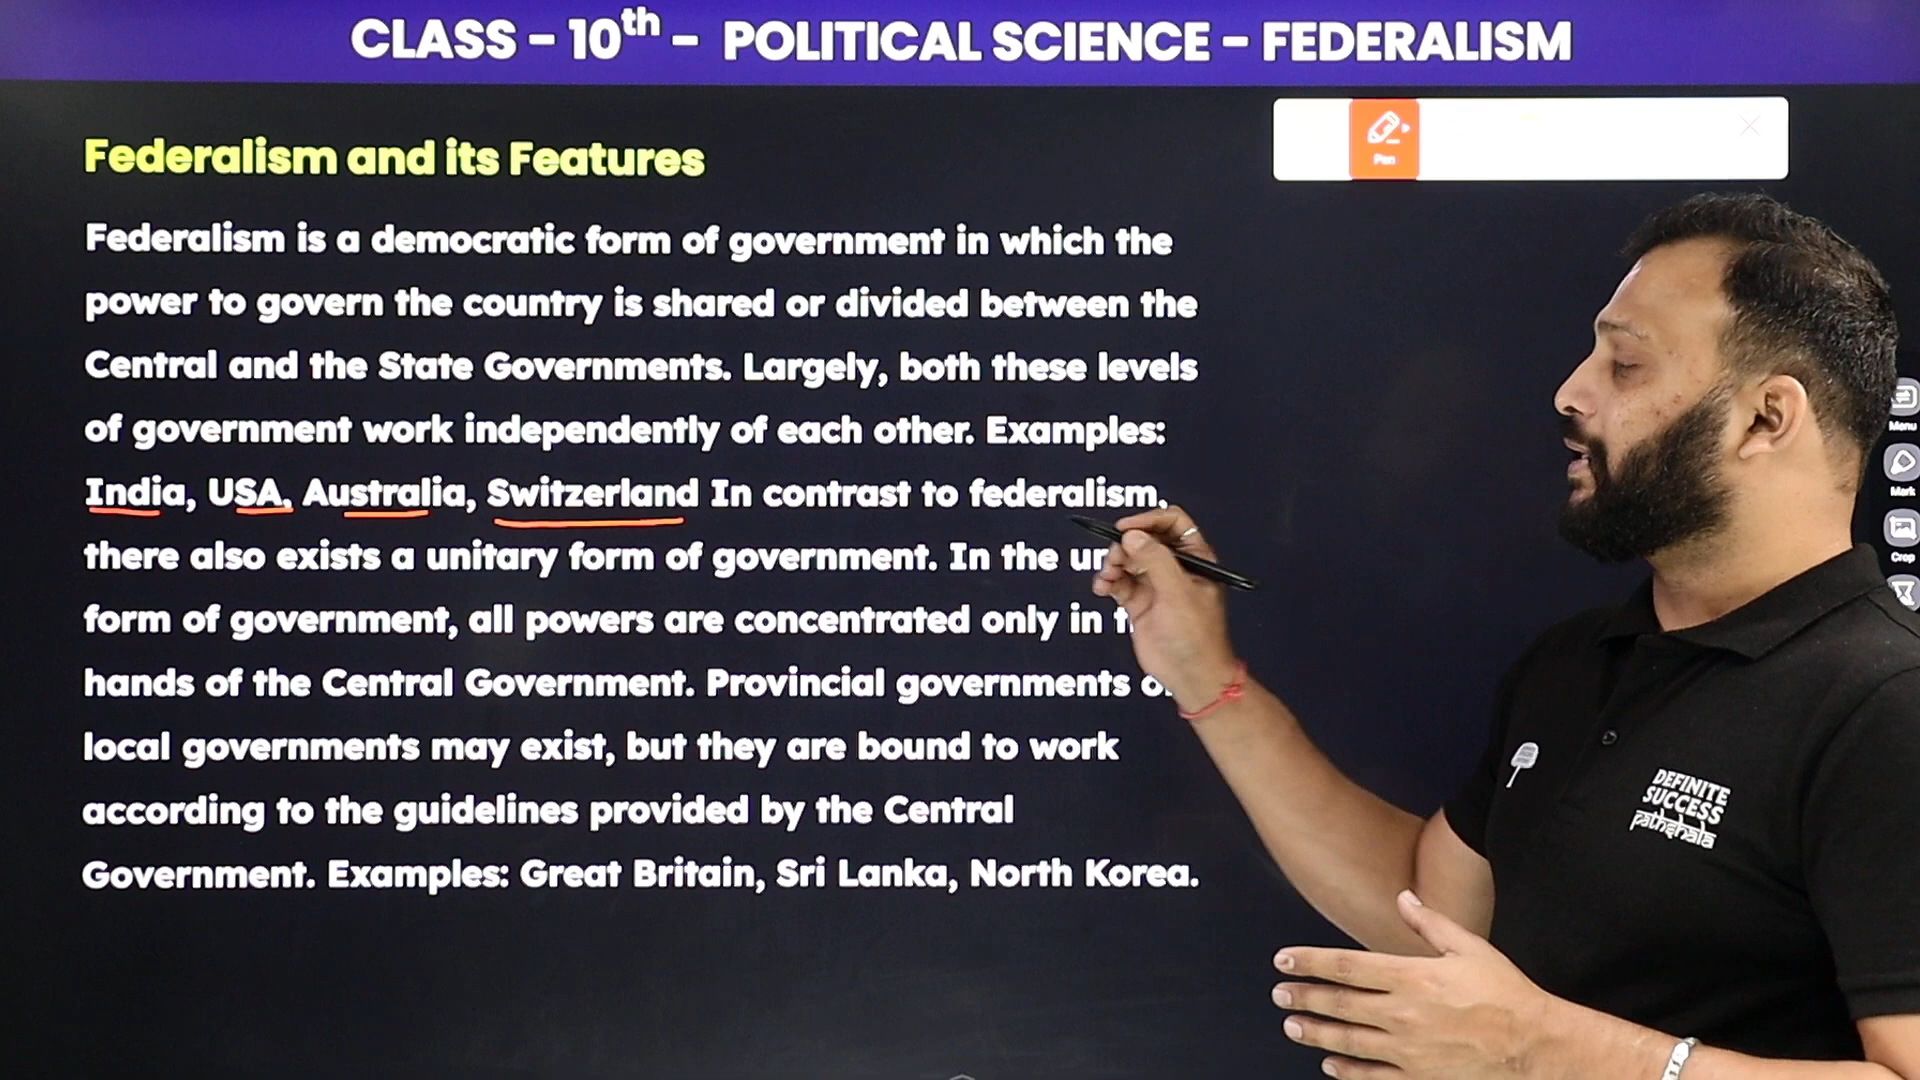 CLASS - 10th - POLITICAL SCIENCE - FEDERALISM
Pen
Federalism and its Features
Federalism is a democratic form of government in which the
power to govern the country is shared or divided between the
Central and the State Governments. Largely, both these levels
of government work independently of each other. Examples:
India, USA, Australia, Switzerland In contrast to federalism,
there also exists a unitary form of government. In the
form of government, all powers are concentrated only in
hands of the Central Government. Provincial governments
local governments may exist, but they are bound to work
according to the guidelines provided by the Central
Government. Examples: Great Britain, Sri Lanka, North Korea.
Menu
Mark
Crop
DEFINITE
SUCCESS
pathshala